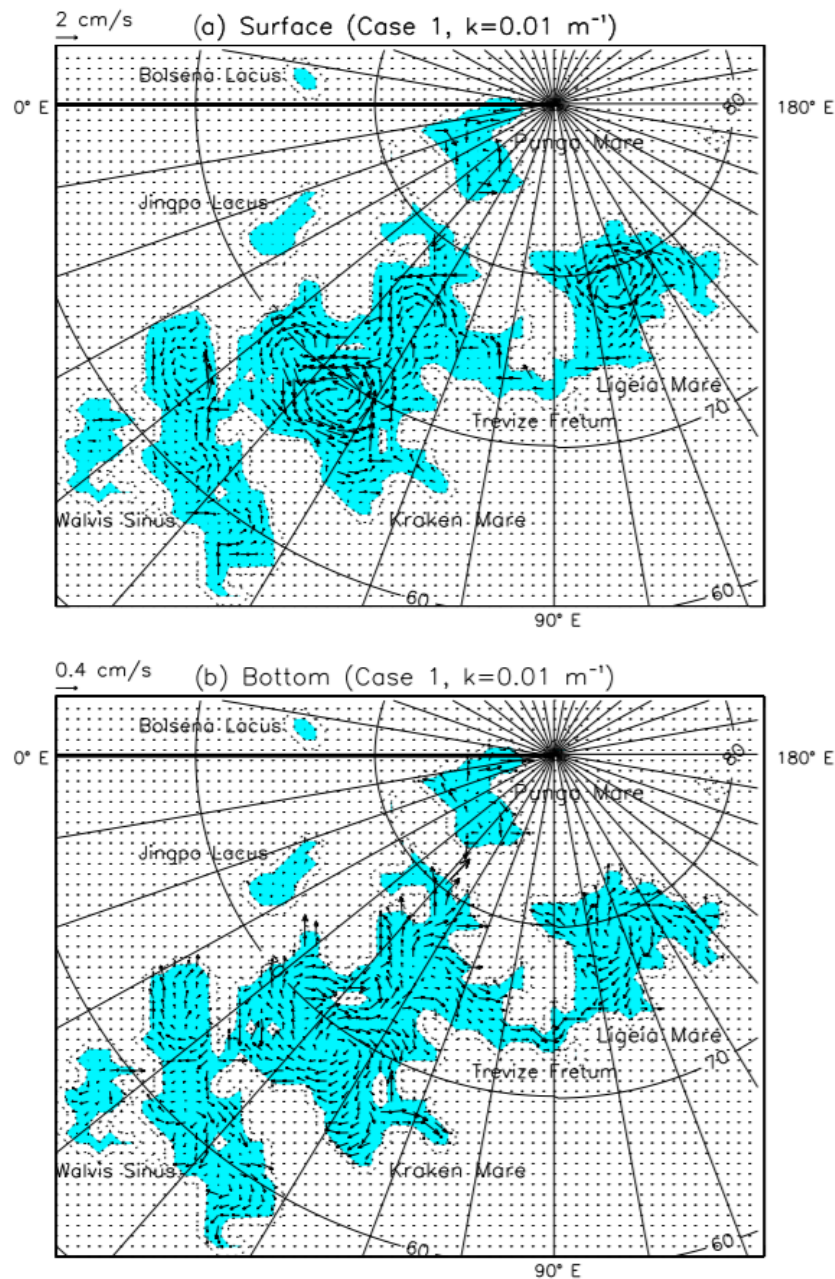 2 cm/s
(a) Surface (Case 1, k=0.01 m⁻¹)
Bolsena Lacus
0° E
180° E
80
Punga Mare
Jingpo Lacus
70
Ligeia Mare
70
Trevize Fretum
Walvis Sinus
Kraken Mare
60
60
90° E
0.4 cm/s
(b) Bottom (Case 1, k=0.01 m⁻¹)
Bolsena Lacus
0° E
180° E
80
Punga Mare
Jingpo Lacus
70
Ligeia Mare
70
Trevize Fretum
Walvis Sinus
Kraken Mare
60
60
90° E